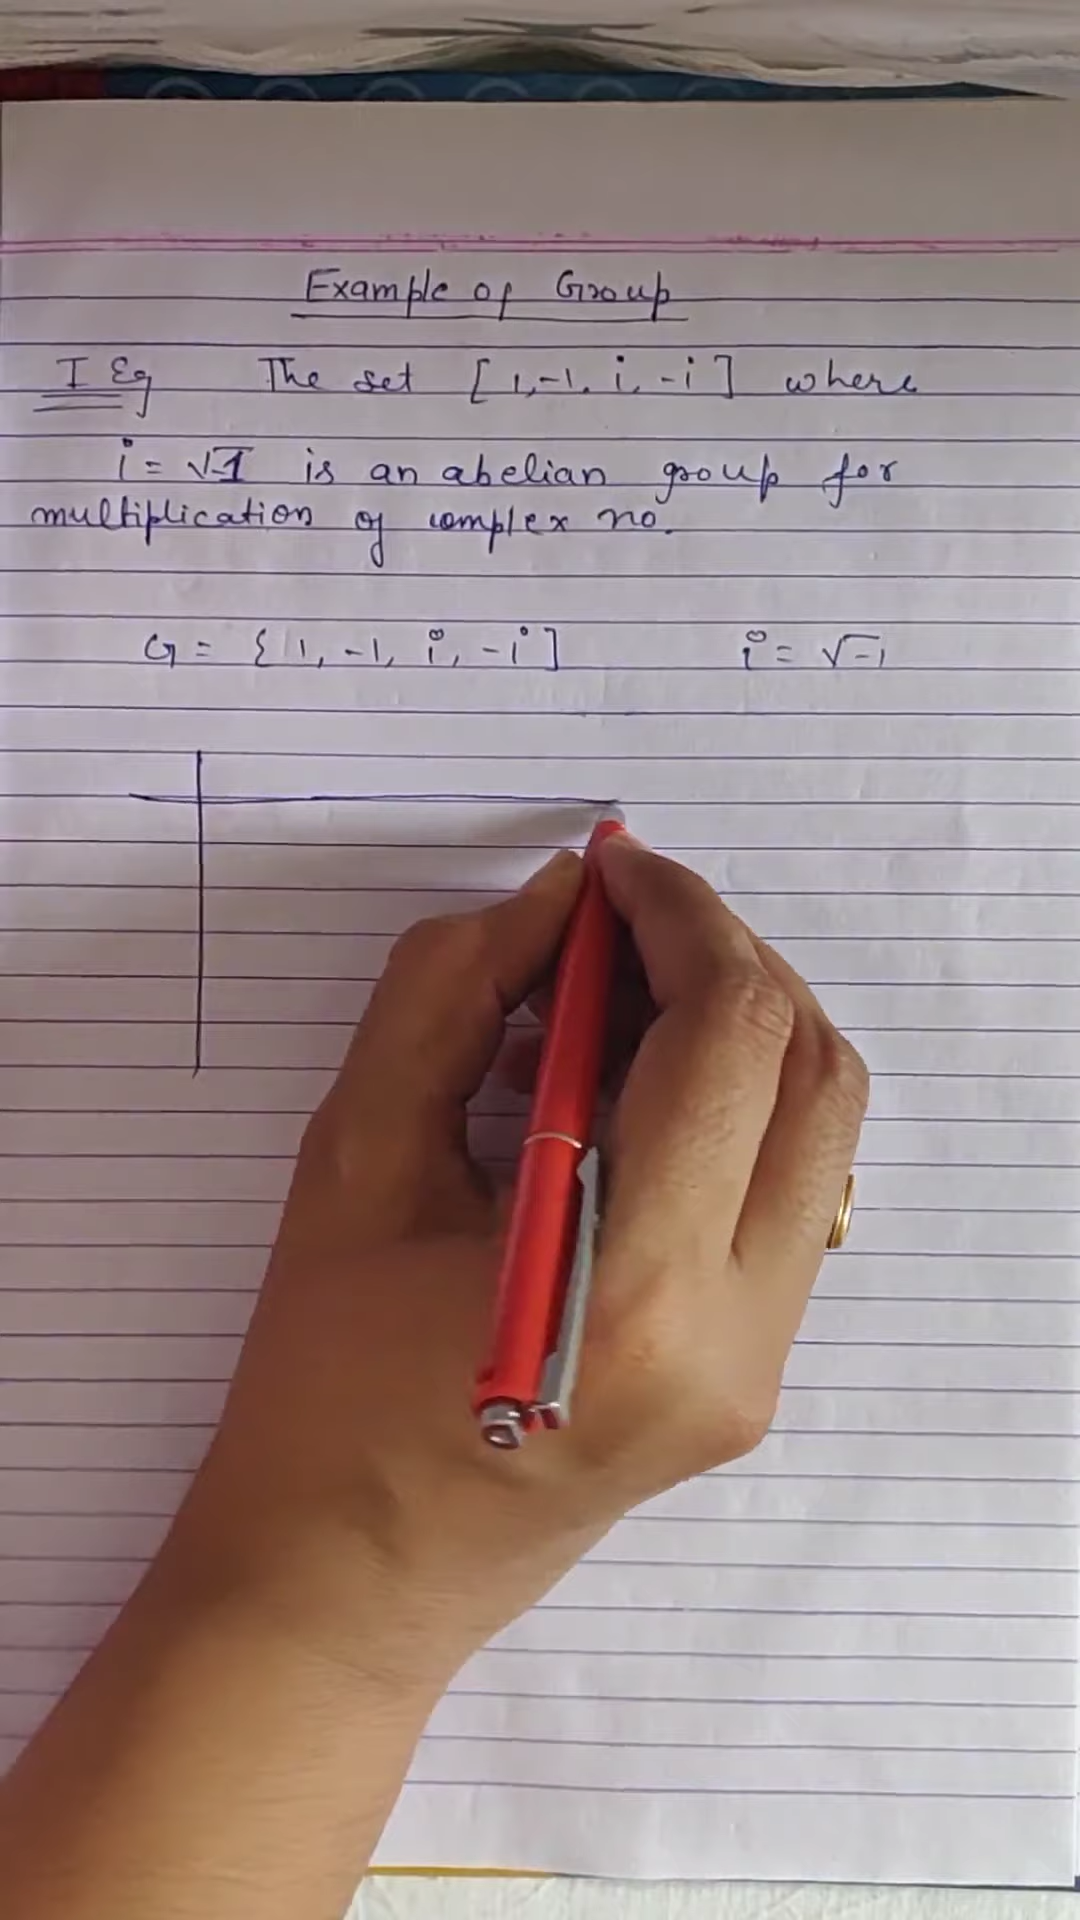 Example of Group
I Eg The set [1, -1, i, -i] where
i = √-1 is an abelian group for
multiplication of complex no.
G = {1, -1, i, -i] i = √-1